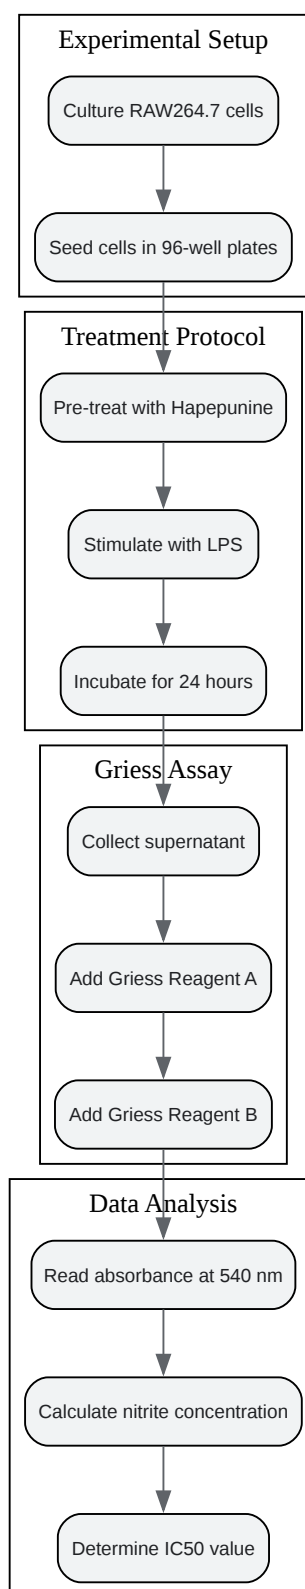 Experimental Setup
Culture RAW264.7 cells
Seed cells in 96-well plates
Treatment Protocol
Pre-treat with Hapepunine
Stimulate with LPS
Incubate for 24 hours
Griess Assay
Collect supernatant
Add Griess Reagent A
Add Griess Reagent B
Data Analysis
Read absorbance at 540 nm
Calculate nitrite concentration
Determine IC50 value